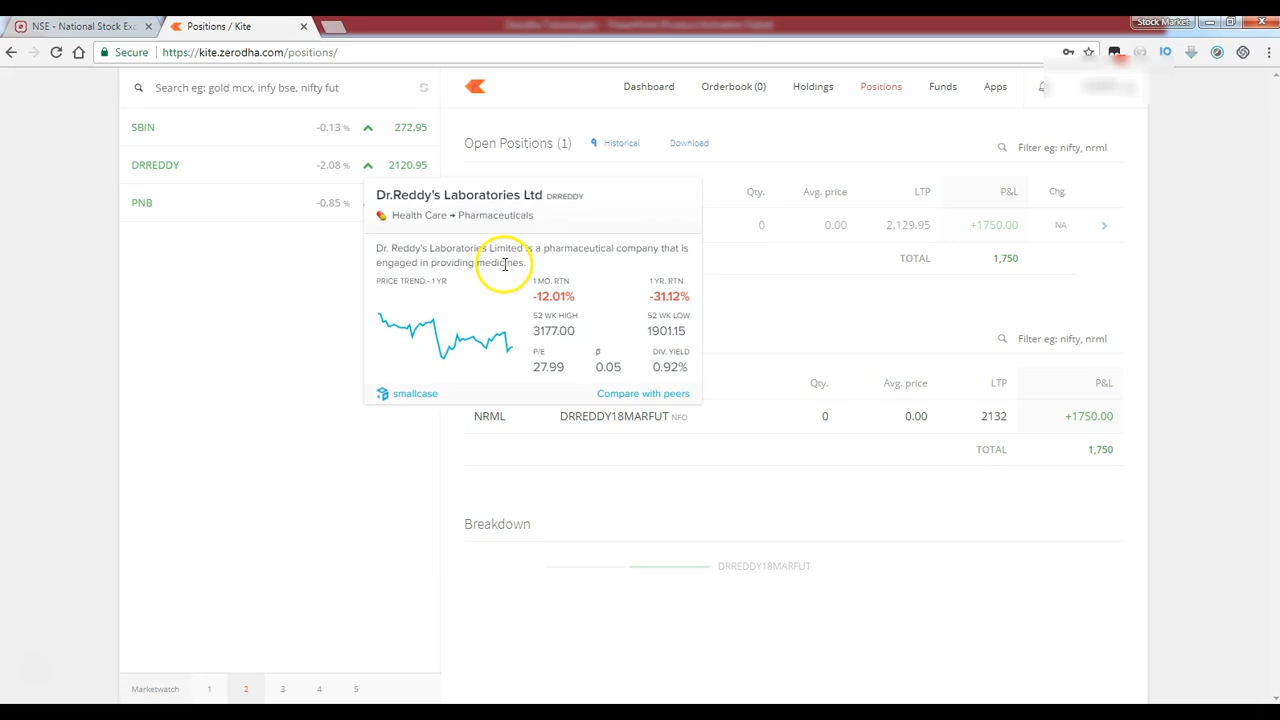 NSE - National Stock Exc
Positions / Kite
Stock Market
Secure
https://kite.zerodha.com/positions/
Search eg: gold mcx, infy bse, nifty fut
Dashboard
Orderbook (0)
Holdings
Positions
Funds
Apps
SBIN -0.13 % 272.95
DRREDDY -2.08 % 2120.95
PNB -0.85 %
Open Positions (1) Historical Download
Filter eg: nifty, nrml
Qty. Avg. price LTP P&L Chg.
0 0.00 2,129.95 +1750.00 NA
TOTAL 1,750
Dr.Reddy's Laboratories Ltd DRREDDY
Health Care → Pharmaceuticals
Dr. Reddy's Laboratories Limited is a pharmaceutical company that is
engaged in providing medicines.
PRICE TREND - 1 YR
1 MO. RTN 1 YR. RTN
-12.01% -31.12%
52 WK HIGH 52 WK LOW
3177.00 1901.15
P/E β DIV. YIELD
27.99 0.05 0.92%
smallcase Compare with peers
Filter eg: nifty, nrml
Qty. Avg. price LTP P&L
NRML DRREDDY18MARFUT NFO 0 0.00 2132 +1750.00
TOTAL 1,750
Breakdown
DRREDDY18MARFUT
Marketwatch 1 2 3 4 5